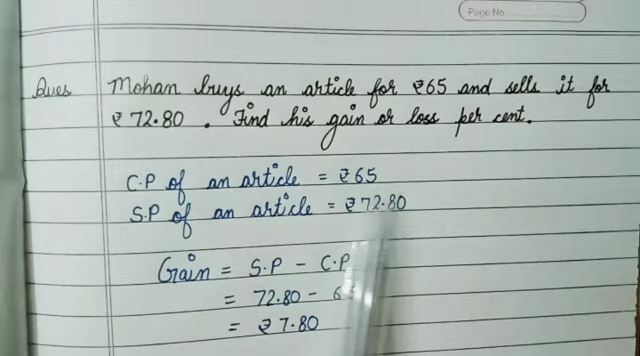 Page No.
Ques Mohan buys an article for ₹65 and sells it for
₹ 72.80 . Find his gain or loss per cent.
C.P of an article = ₹65
S.P of an article = ₹72.80
Gain = S.P - C.P
= 72.80 - 6
= ₹ 7.80